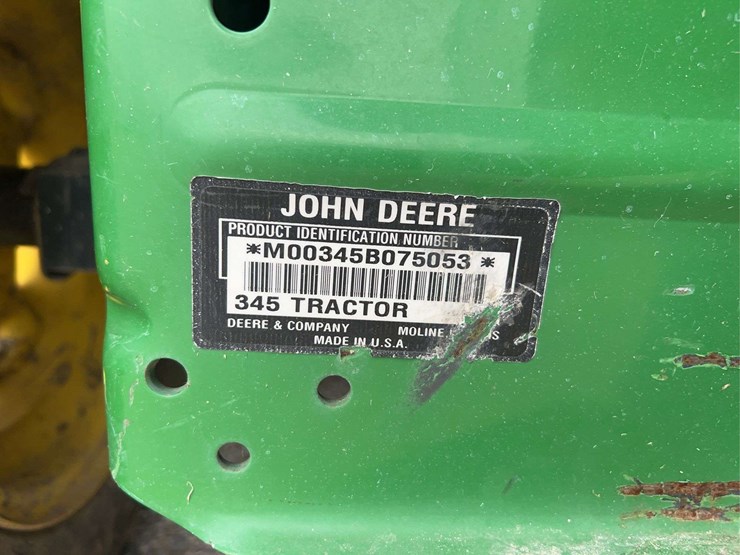 JOHN DEERE
PRODUCT IDENTIFICATION NUMBER
*M00345B075053*
345 TRACTOR
DEERE & COMPANY MOLINE,
MADE IN U.S.A.